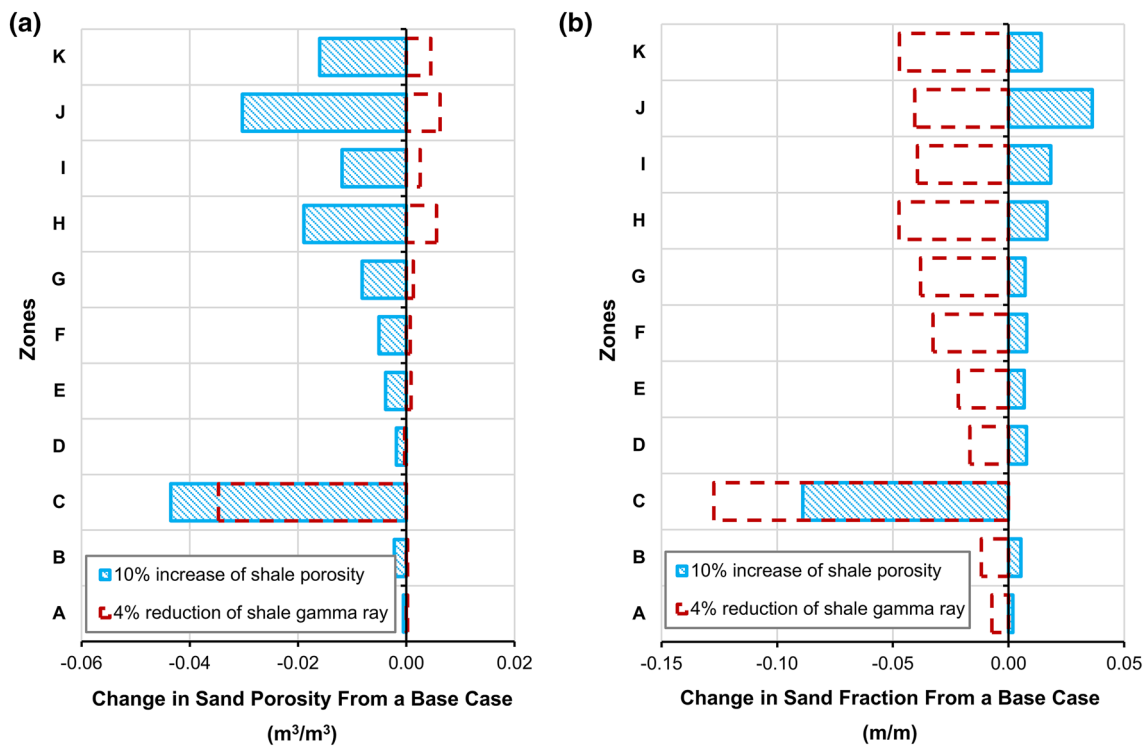 (a)
Zones
K
J
I
H
G
F
E
D
C
B
A
10% increase of shale porosity
4% reduction of shale gamma ray
-0.06 -0.04 -0.02 0.00 0.02
Change in Sand Porosity From a Base Case
(m³/m³)
(b)
Zones
K
J
I
H
G
F
E
D
C
B
A
10% increase of shale porosity
4% reduction of shale gamma ray
-0.15 -0.10 -0.05 0.00 0.05
Change in Sand Fraction From a Base Case
(m/m)